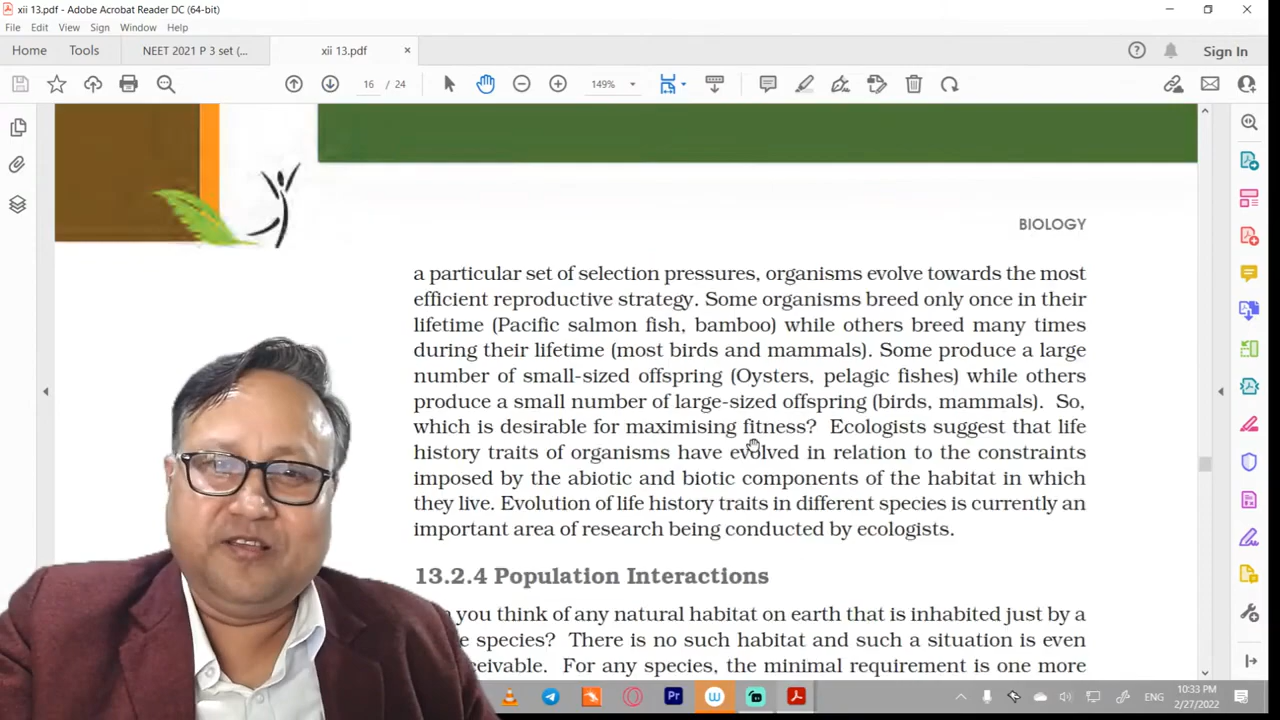 xii 13.pdf - Adobe Acrobat Reader DC (64-bit)
File Edit View Sign Window Help
Home Tools NEET 2021 P 3 set (... xii 13.pdf × Sign In
16 / 24 149%
BIOLOGY
a particular set of selection pressures, organisms evolve towards the most
efficient reproductive strategy. Some organisms breed only once in their
lifetime (Pacific salmon fish, bamboo) while others breed many times
during their lifetime (most birds and mammals). Some produce a large
number of small-sized offspring (Oysters, pelagic fishes) while others
produce a small number of large-sized offspring (birds, mammals). So,
which is desirable for maximising fitness? Ecologists suggest that life
history traits of organisms have evolved in relation to the constraints
imposed by the abiotic and biotic components of the habitat in which
they live. Evolution of life history traits in different species is currently an
important area of research being conducted by ecologists.
13.2.4 Population Interactions
you think of any natural habitat on earth that is inhabited just by a
species? There is no such habitat and such a situation is even
For any species, the minimal requirement is one more
Pr W ENG 10:33 PM
2/27/2022